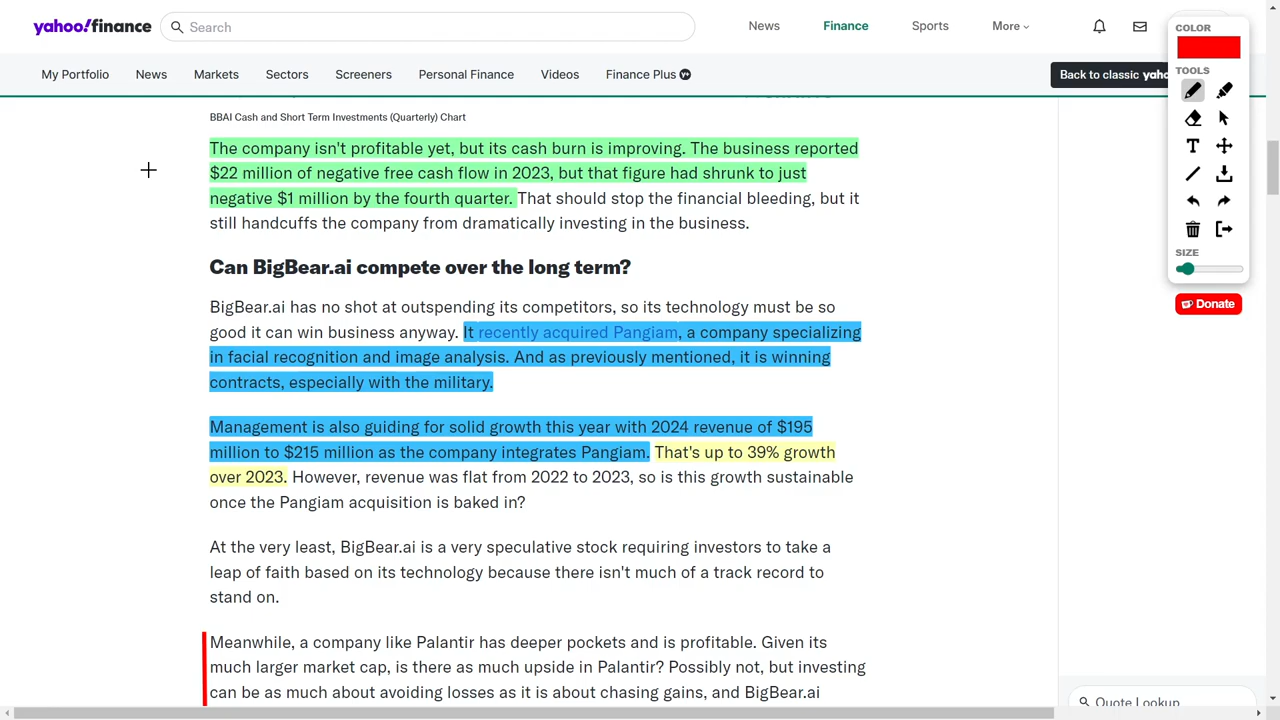 yahoo!finance
Search
News
Finance
Sports
More
COLOR
My Portfolio
News
Markets
Sectors
Screeners
Personal Finance
Videos
Finance Plus
Back to classic yaho
TOOLS
BBAI Cash and Short Term Investments (Quarterly) Chart
The company isn't profitable yet, but its cash burn is improving. The business reported
$22 million of negative free cash flow in 2023, but that figure had shrunk to just
negative $1 million by the fourth quarter. That should stop the financial bleeding, but it
still handcuffs the company from dramatically investing in the business.
SIZE
Donate
Can BigBear.ai compete over the long term?
BigBear.ai has no shot at outspending its competitors, so its technology must be so
good it can win business anyway. It recently acquired Pangiam, a company specializing
in facial recognition and image analysis. And as previously mentioned, it is winning
contracts, especially with the military.
Management is also guiding for solid growth this year with 2024 revenue of $195
million to $215 million as the company integrates Pangiam. That's up to 39% growth
over 2023. However, revenue was flat from 2022 to 2023, so is this growth sustainable
once the Pangiam acquisition is baked in?
At the very least, BigBear.ai is a very speculative stock requiring investors to take a
leap of faith based on its technology because there isn't much of a track record to
stand on.
Meanwhile, a company like Palantir has deeper pockets and is profitable. Given its
much larger market cap, is there as much upside in Palantir? Possibly not, but investing
can be as much about avoiding losses as it is about chasing gains, and BigBear.ai
Quote Lookup